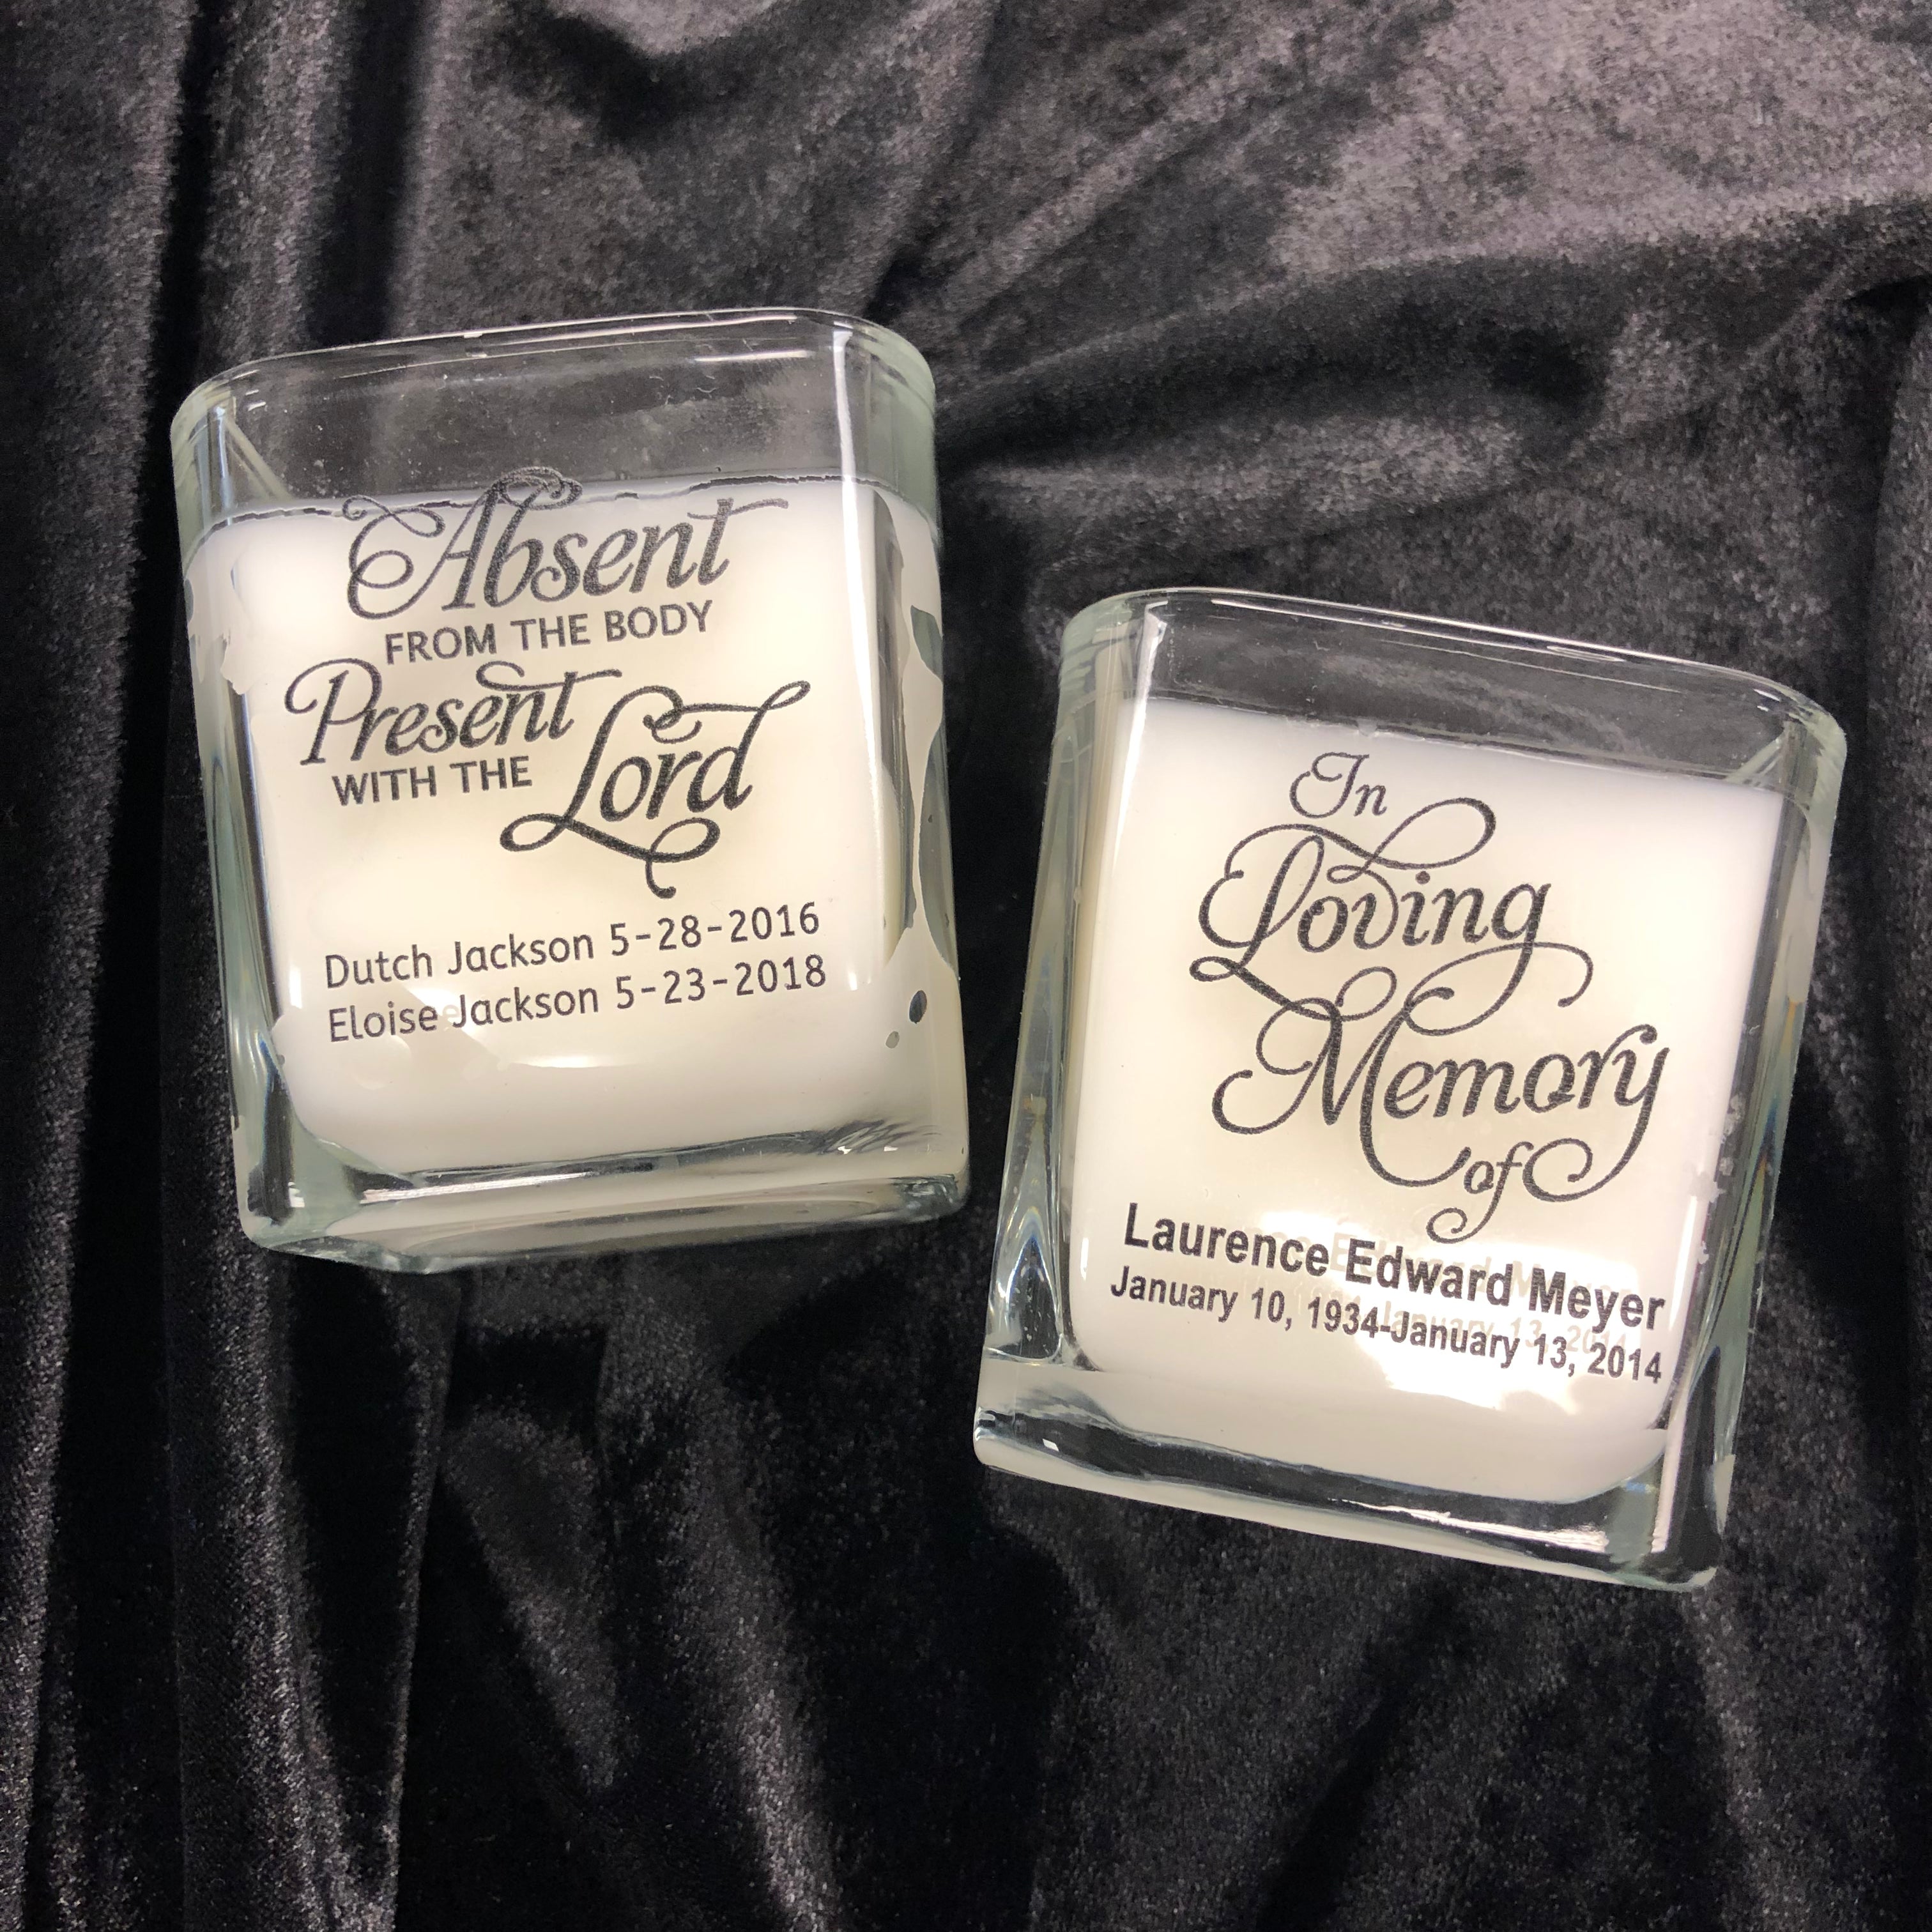 Absent
FROM THE BODY
Present
WITH THE Lord
Dutch Jackson 5-28-2016
Eloise Jackson 5-23-2018
In
Loving
Memory
of
Laurence Edward Meyer
January 10, 1934-January 13, 2014